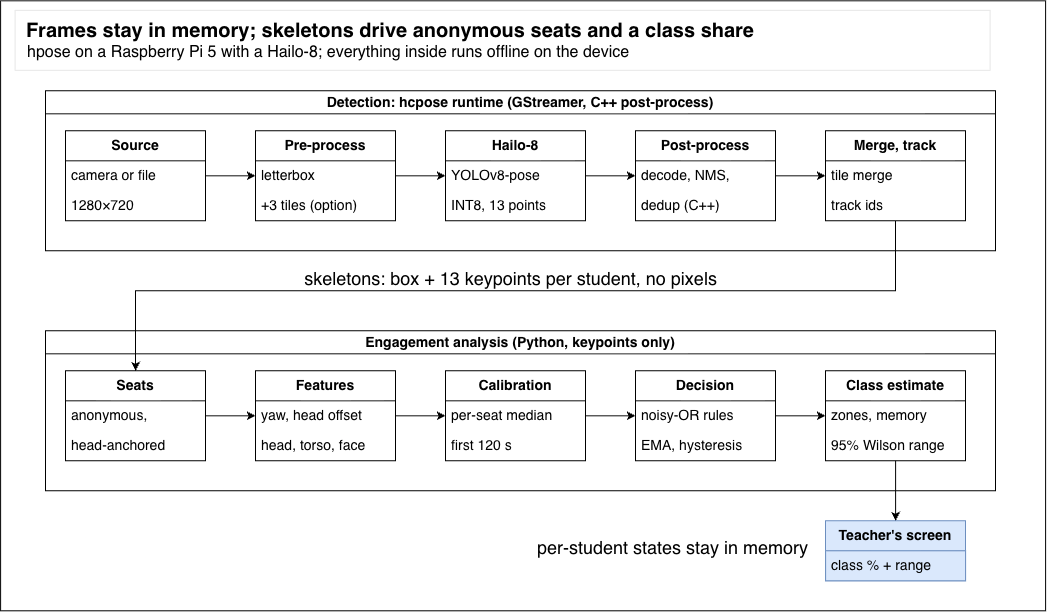 Frames stay in memory; skeletons drive anonymous seats and a class share
hpose on a Raspberry Pi 5 with a Hailo-8; everything inside runs offline on the device
Detection: hcpose runtime (GStreamer, C++ post-process)
Source
camera or file
1280×720
Pre-process
letterbox
+3 tiles (option)
Hailo-8
YOLOv8-pose
INT8, 13 points
Post-process
decode, NMS,
dedup (C++)
Merge, track
tile merge
track ids
skeletons: box + 13 keypoints per student, no pixels
Engagement analysis (Python, keypoints only)
Seats
anonymous,
head-anchored
Features
yaw, head offset
head, torso, face
Calibration
per-seat median
first 120 s
Decision
noisy-OR rules
EMA, hysteresis
Class estimate
zones, memory
95% Wilson range
per-student states stay in memory
Teacher's screen
class % + range